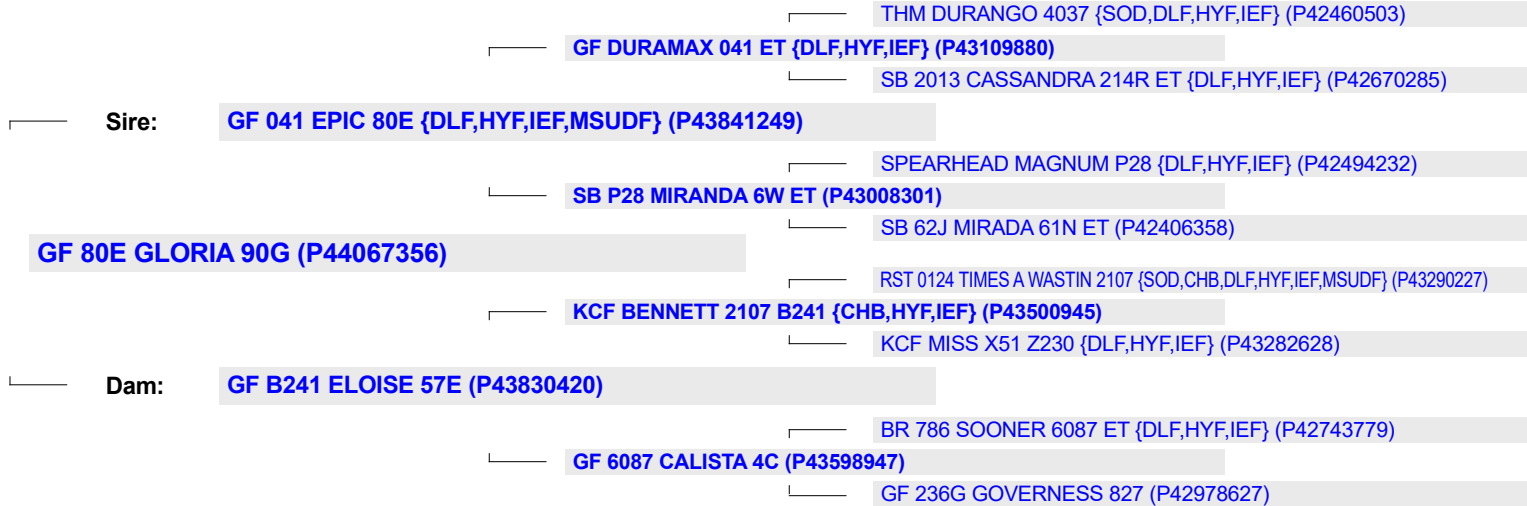 THM DURANGO 4037 {SOD,DLF,HYF,IEF} (P42460503)
GF DURAMAX 041 ET {DLF,HYF,IEF} (P43109880)
SB 2013 CASSANDRA 214R ET {DLF,HYF,IEF} (P42670285)
Sire: GF 041 EPIC 80E {DLF,HYF,IEF,MSUDF} (P43841249)
SPEARHEAD MAGNUM P28 {DLF,HYF,IEF} (P42494232)
SB P28 MIRANDA 6W ET (P43008301)
SB 62J MIRADA 61N ET (P42406358)
GF 80E GLORIA 90G (P44067356)
RST 0124 TIMES A WASTIN 2107 {SOD,CHB,DLF,HYF,IEF,MSUDF} (P43290227)
KCF BENNETT 2107 B241 {CHB,HYF,IEF} (P43500945)
KCF MISS X51 Z230 {DLF,HYF,IEF} (P43282628)
Dam: GF B241 ELOISE 57E (P43830420)
BR 786 SOONER 6087 ET {DLF,HYF,IEF} (P42743779)
GF 6087 CALISTA 4C (P43598947)
GF 236G GOVERNESS 827 (P42978627)